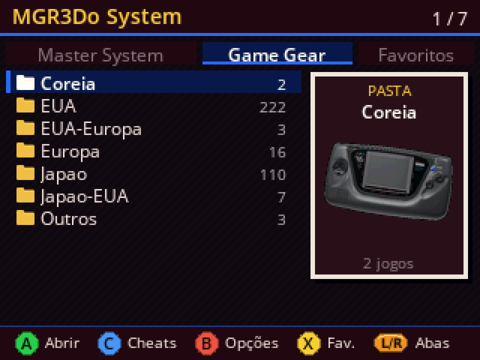 MGR3Do System
1 / 7
Master System
Game Gear
Favoritos
Coreia 2
EUA 222
EUA-Europa 3
Europa 16
Japao 110
Japao-EUA 7
Outros 3
PASTA
Coreia
2 jogos
A Abrir
C Cheats
B Opções
X Fav.
L/R Abas